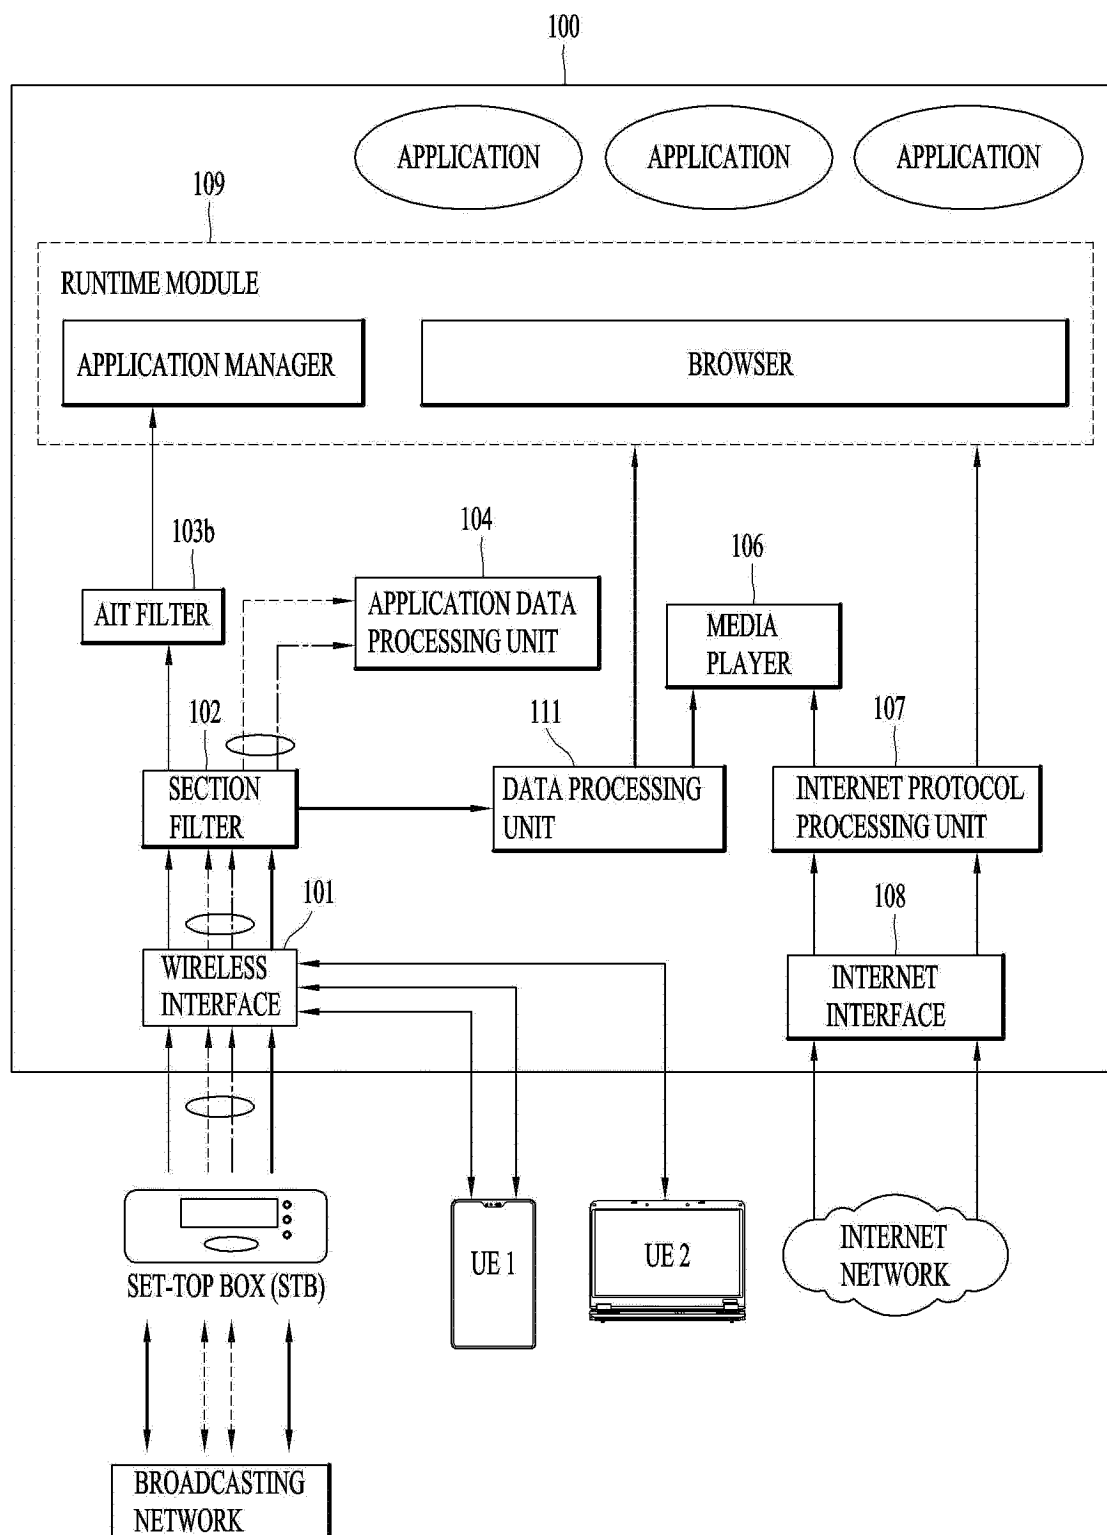 100
APPLICATION
APPLICATION
APPLICATION
109
RUNTIME MODULE
APPLICATION MANAGER
BROWSER
103b
AIT FILTER
104
APPLICATION DATA
PROCESSING UNIT
106
MEDIA
PLAYER
102
SECTION
FILTER
111
DATA PROCESSING
UNIT
107
INTERNET PROTOCOL
PROCESSING UNIT
101
WIRELESS
INTERFACE
108
INTERNET
INTERFACE
SET-TOP BOX (STB)
UE 1
UE 2
INTERNET
NETWORK
BROADCASTING
NETWORK